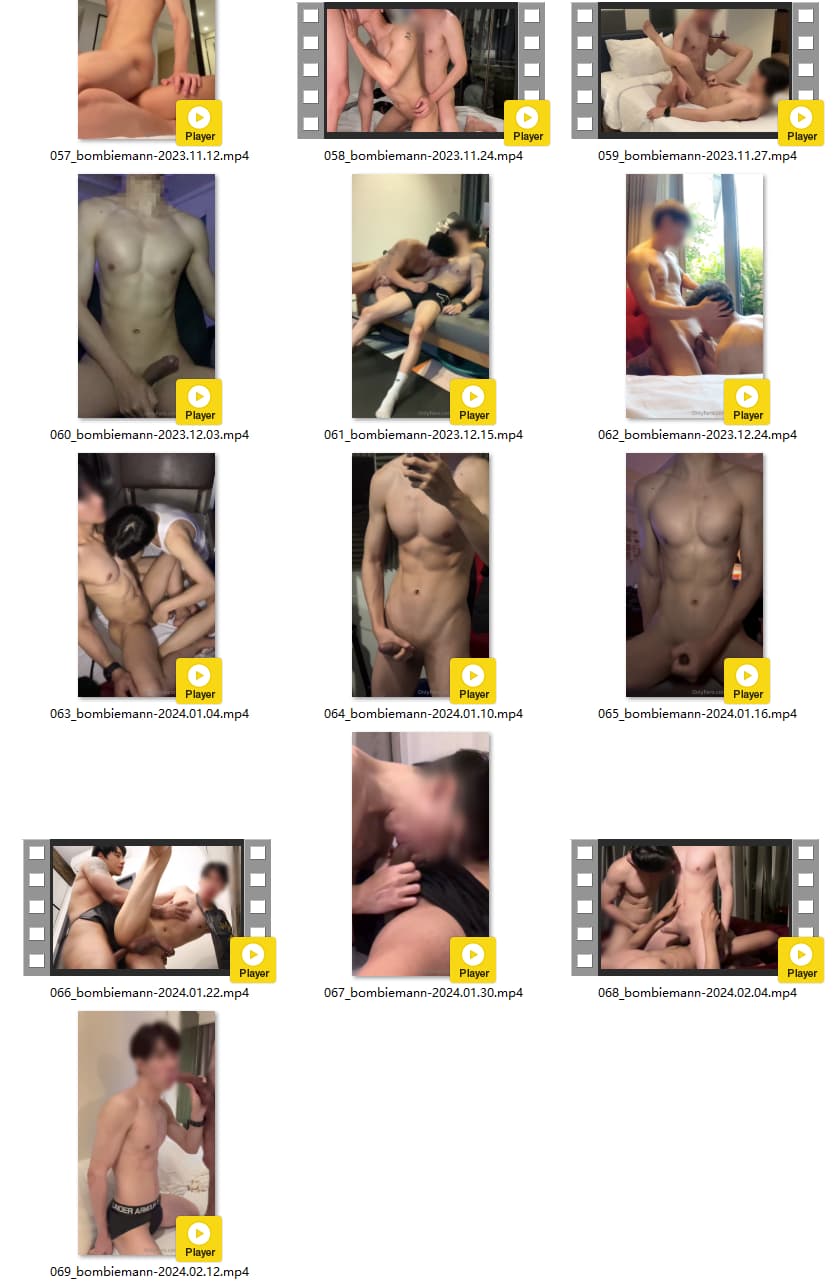 Player
057_bombiemann-2023.11.12.mp4
Player
058_bombiemann-2023.11.24.mp4
Player
059_bombiemann-2023.11.27.mp4
Player
060_bombiemann-2023.12.03.mp4
Player
061_bombiemann-2023.12.15.mp4
Player
062_bombiemann-2023.12.24.mp4
Player
063_bombiemann-2024.01.04.mp4
Player
064_bombiemann-2024.01.10.mp4
Player
065_bombiemann-2024.01.16.mp4
Player
066_bombiemann-2024.01.22.mp4
Player
067_bombiemann-2024.01.30.mp4
Player
068_bombiemann-2024.02.04.mp4
UNDER ARMOUR
Player
069_bombiemann-2024.02.12.mp4